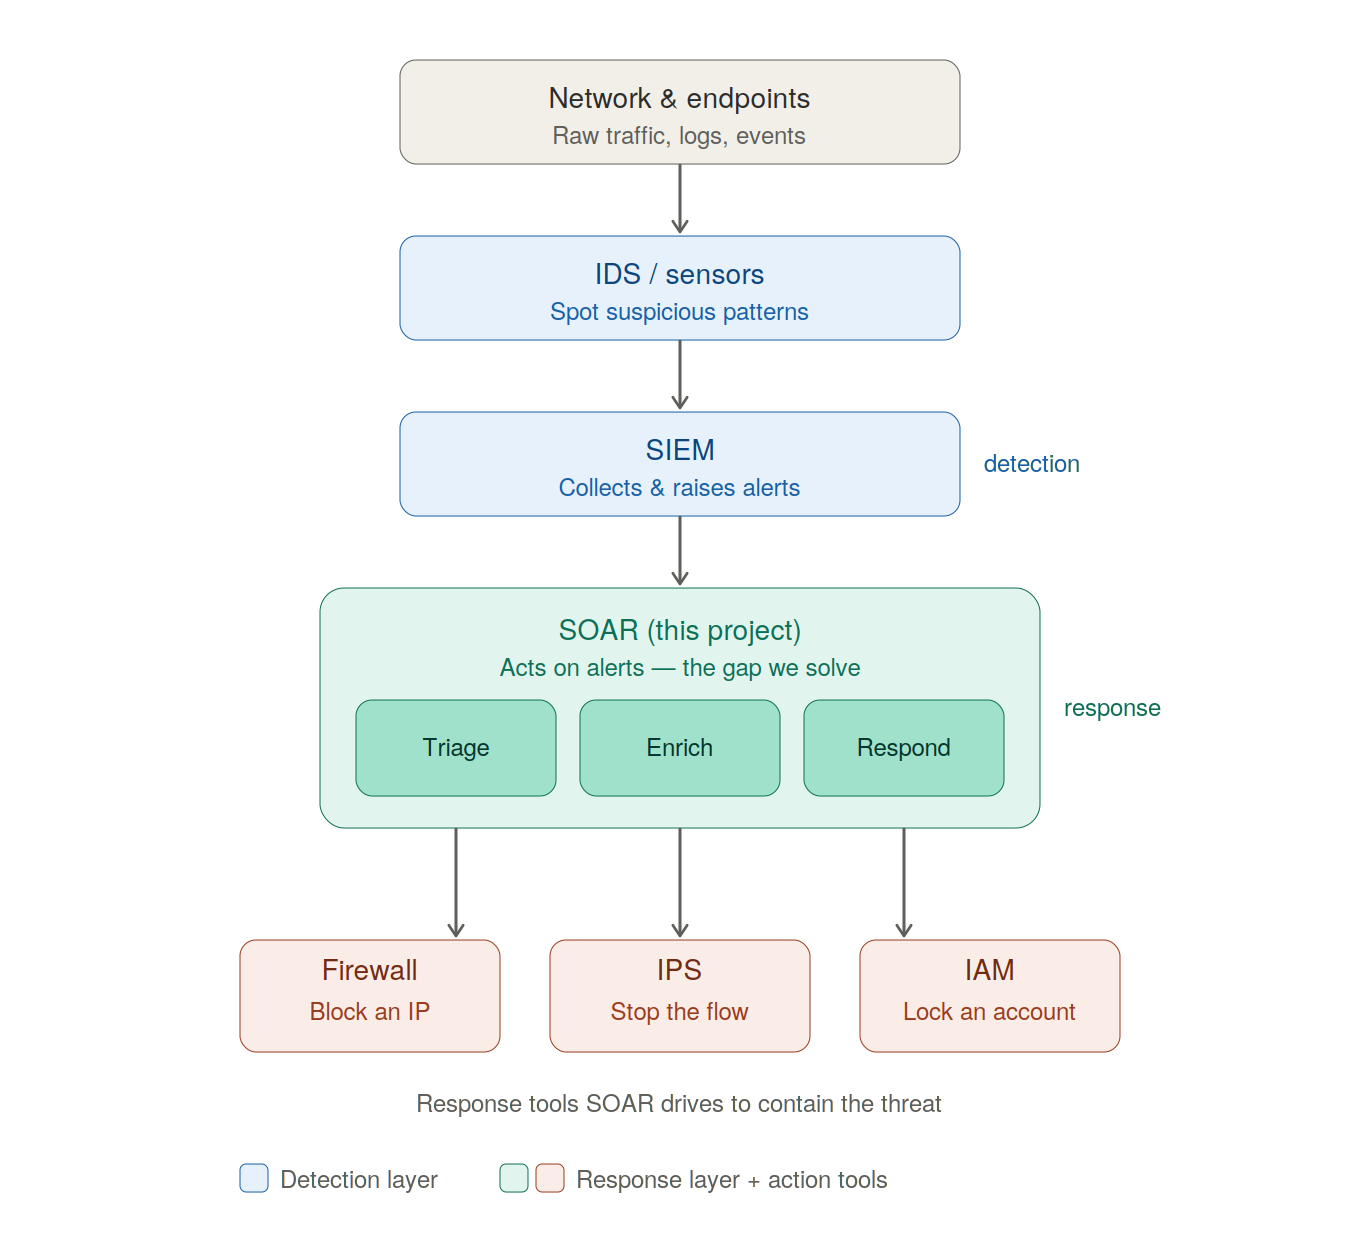 Network & endpoints
Raw traffic, logs, events
IDS / sensors
Spot suspicious patterns
SIEM
Collects & raises alerts
detection
SOAR (this project)
Acts on alerts — the gap we solve
Triage
Enrich
Respond
response
Firewall
Block an IP
IPS
Stop the flow
IAM
Lock an account
Response tools SOAR drives to contain the threat
Detection layer
Response layer + action tools